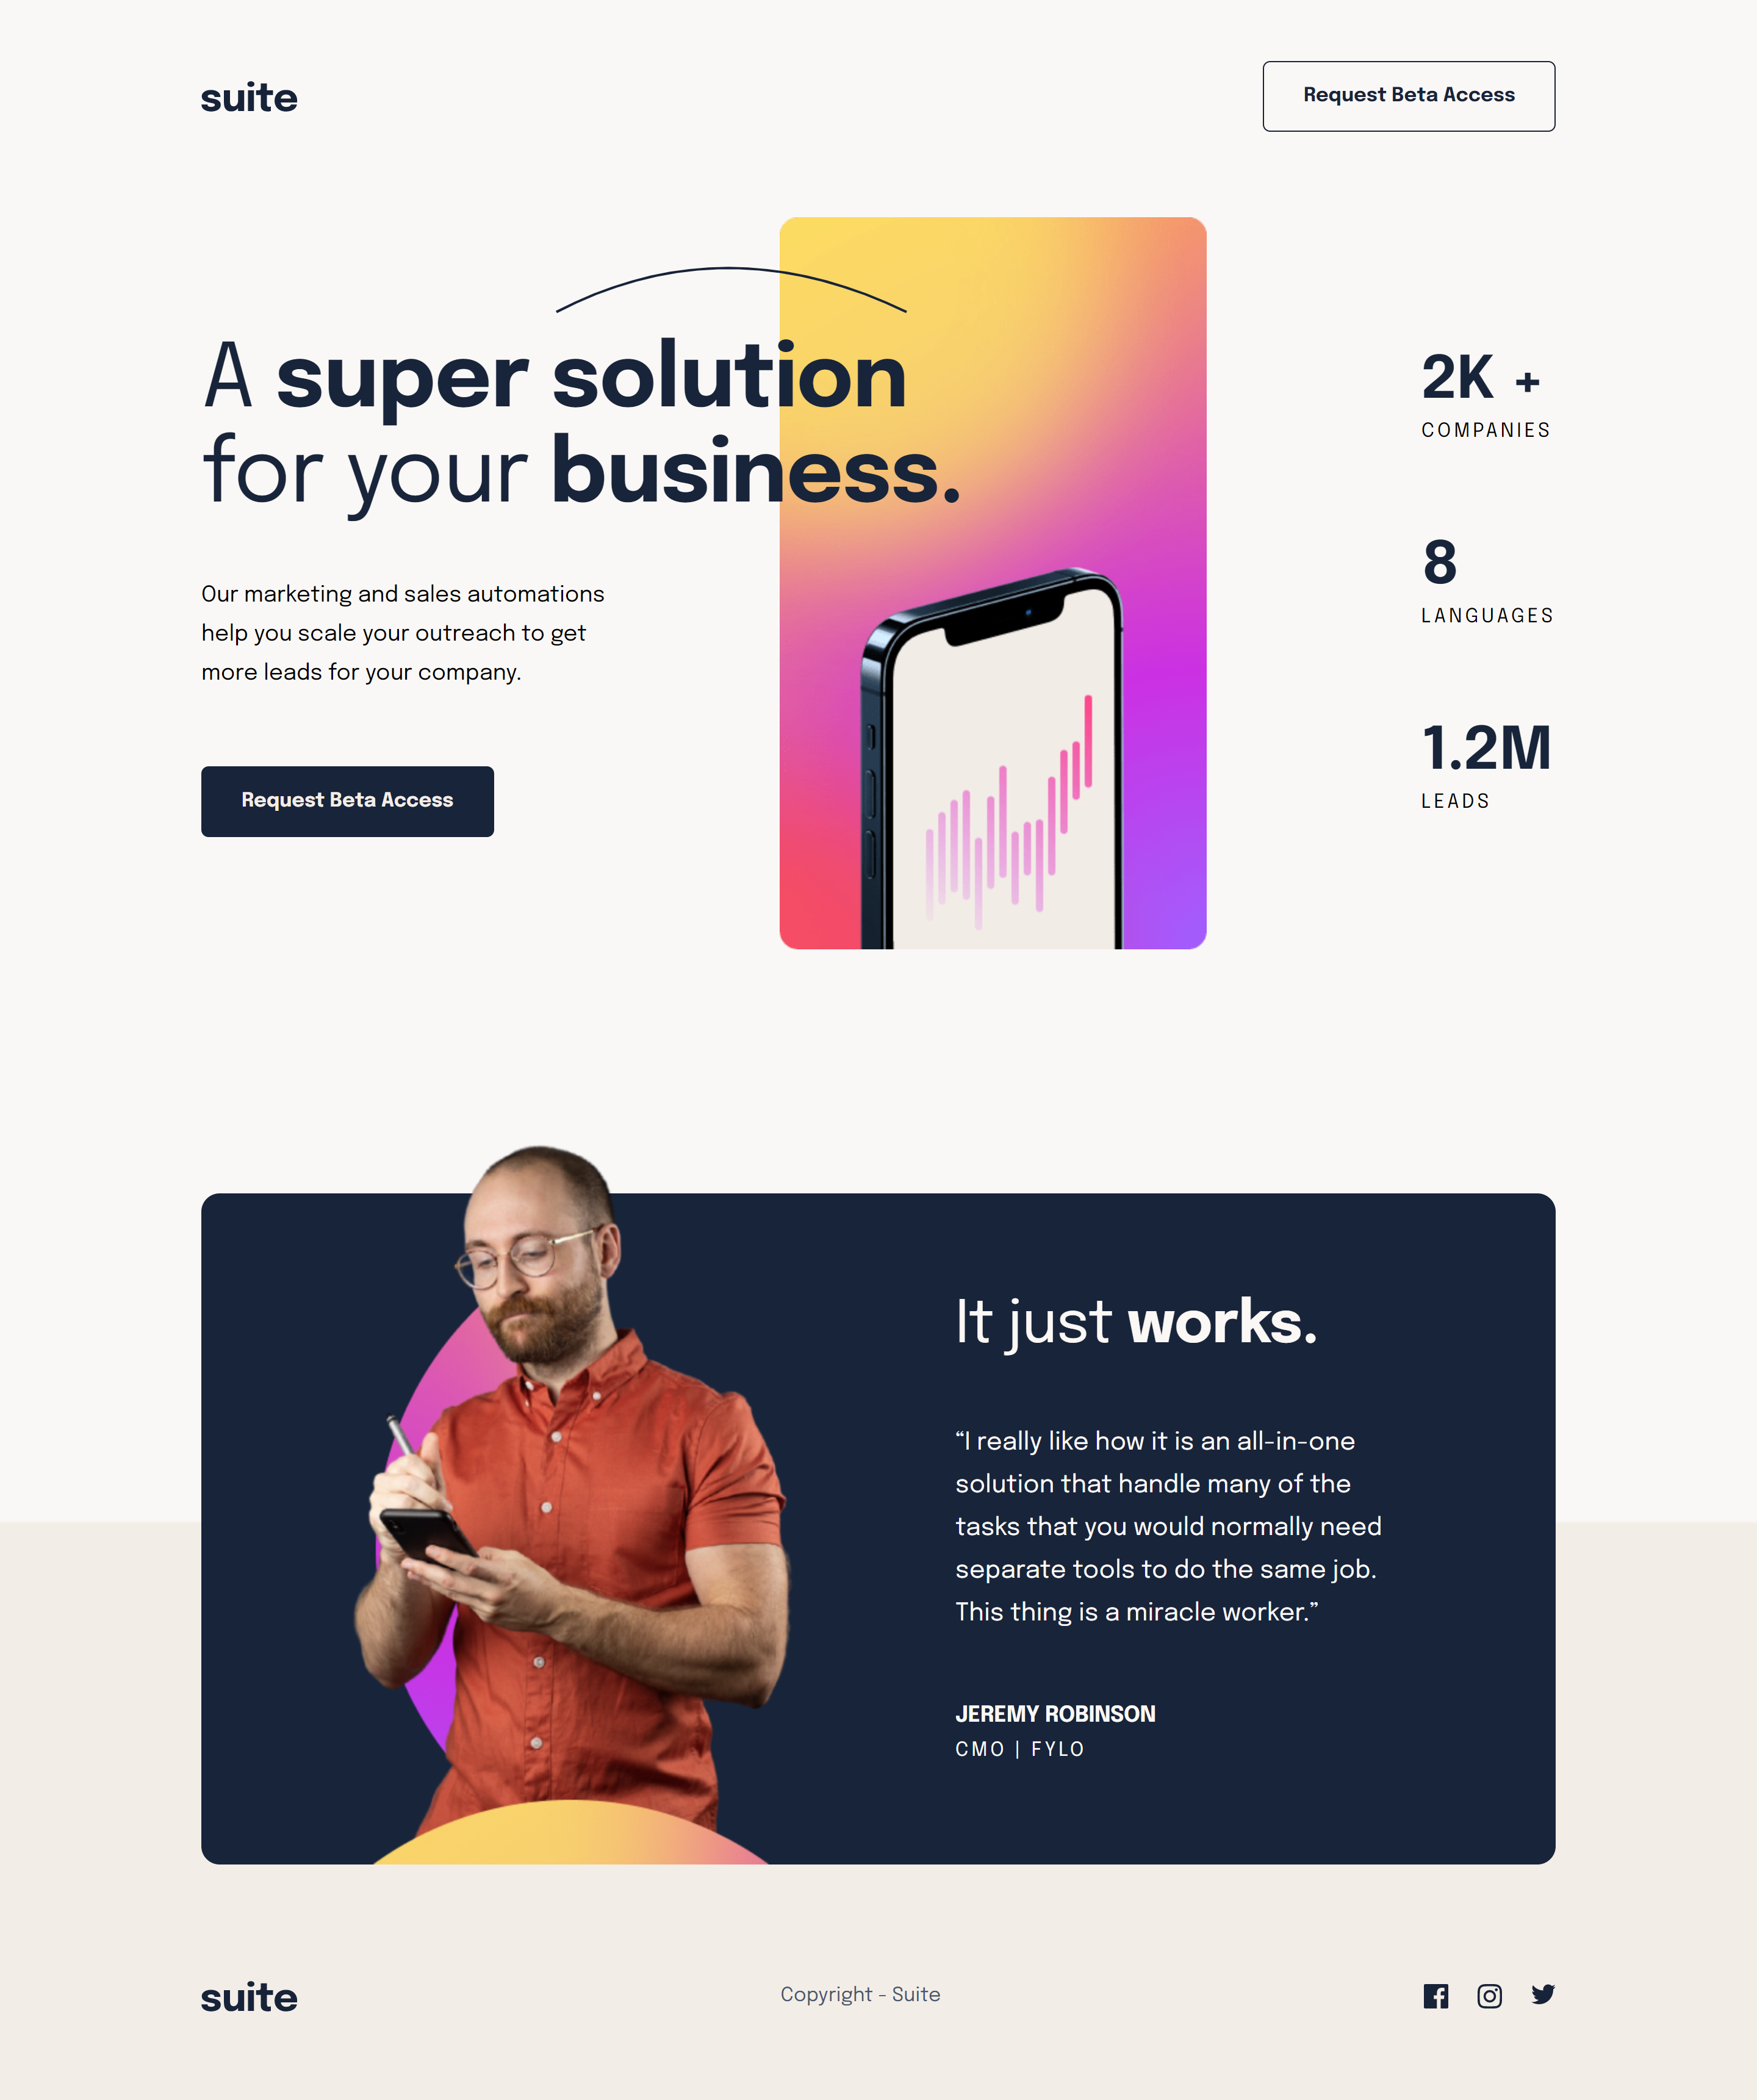 suite
Request Beta Access
A super solution
for your business.
Our marketing and sales automations
help you scale your outreach to get
more leads for your company.
Request Beta Access
2K +
COMPANIES
8
LANGUAGES
1.2M
LEADS
It just works.
“I really like how it is an all-in-one
solution that handle many of the
tasks that you would normally need
separate tools to do the same job.
This thing is a miracle worker.”
JEREMY ROBINSON
CMO | FYLO
suite
Copyright - Suite